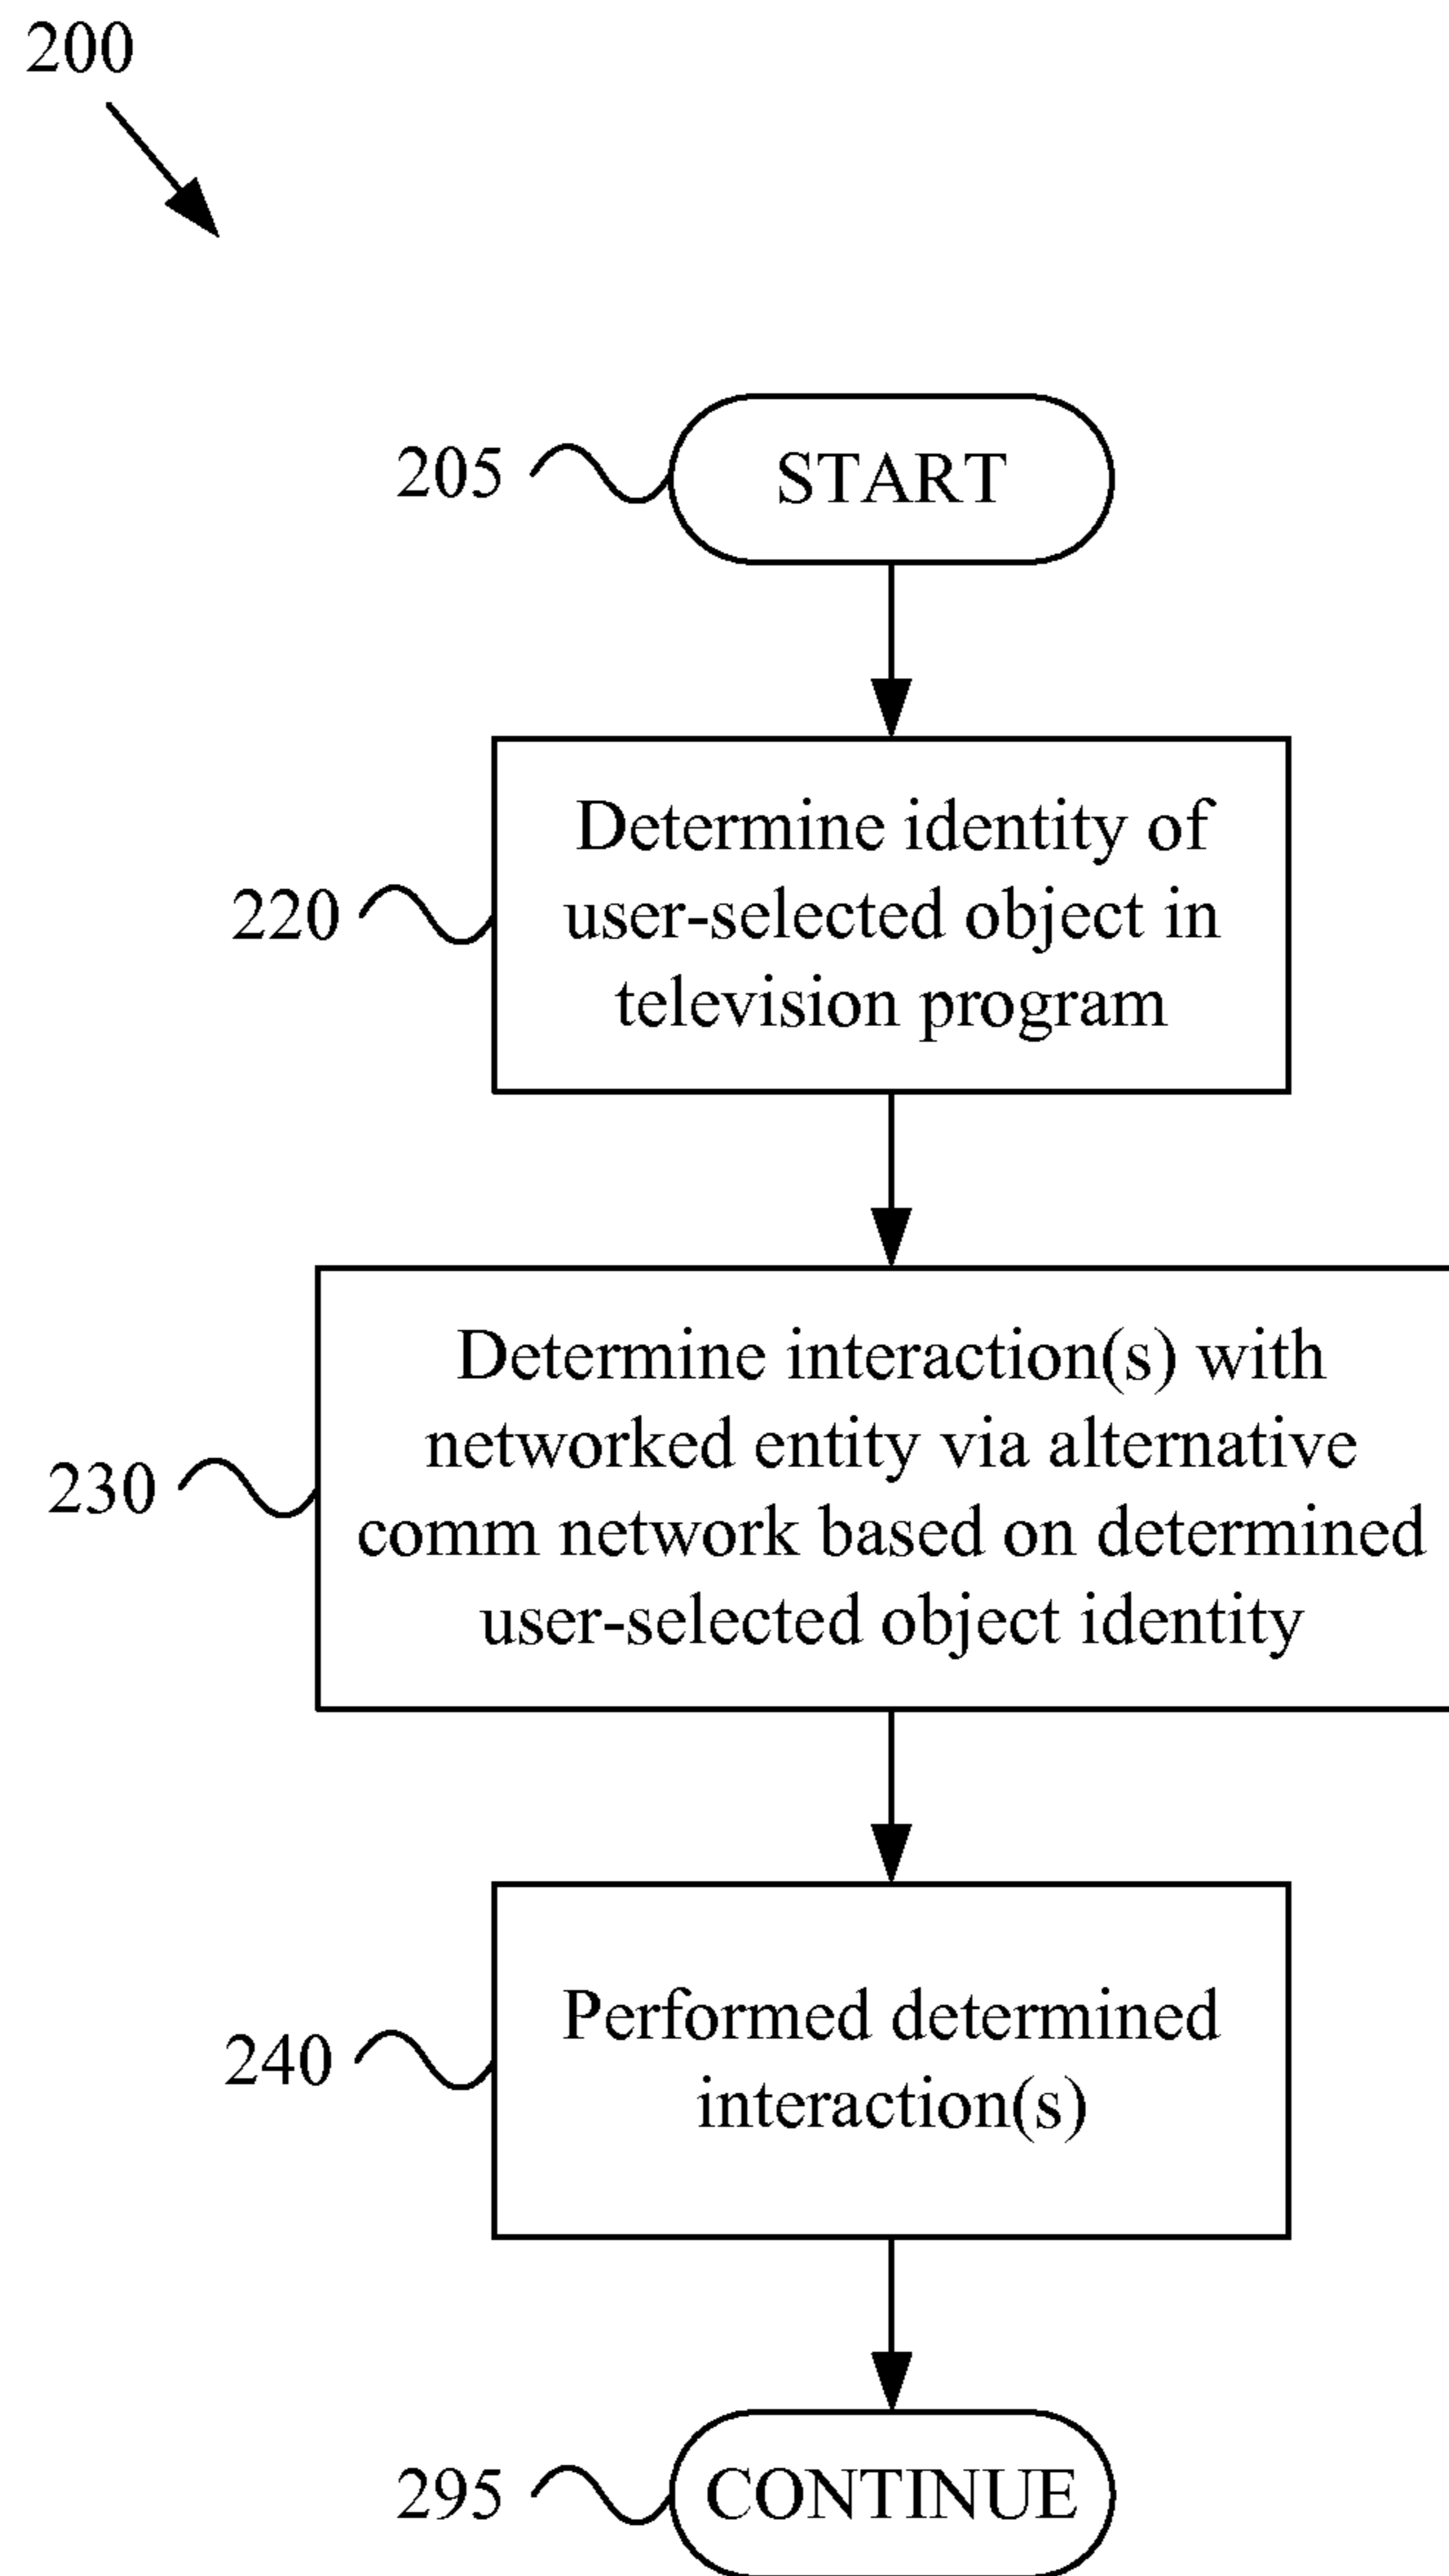 200
205
START
220
Determine identity of
user-selected object in
television program
230
Determine interaction(s) with
networked entity via alternative
comm network based on determined
user-selected object identity
240
Performed determined
interaction(s)
295
CONTINUE